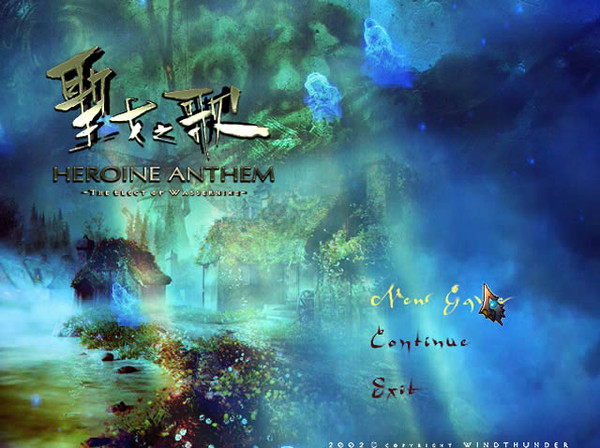 聖女之歌
HEROINE ANTHEM
~THE ELECT OF WASSERNIXE~
New Game
Continue
Exit
2002 © COPYRIGHT WINDTHUNDER